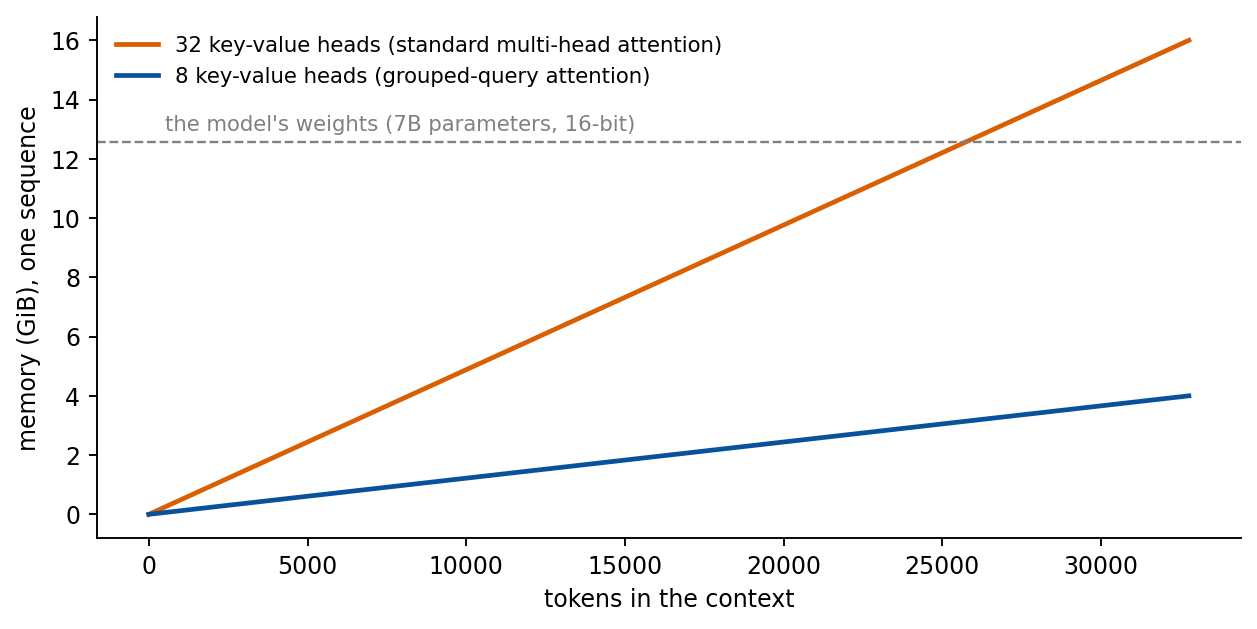 32 key-value heads (standard multi-head attention)
8 key-value heads (grouped-query attention)
the model's weights (7B parameters, 16-bit)
memory (GiB), one sequence
16
14
12
10
8
6
4
2
0
0 5000 10000 15000 20000 25000 30000
tokens in the context